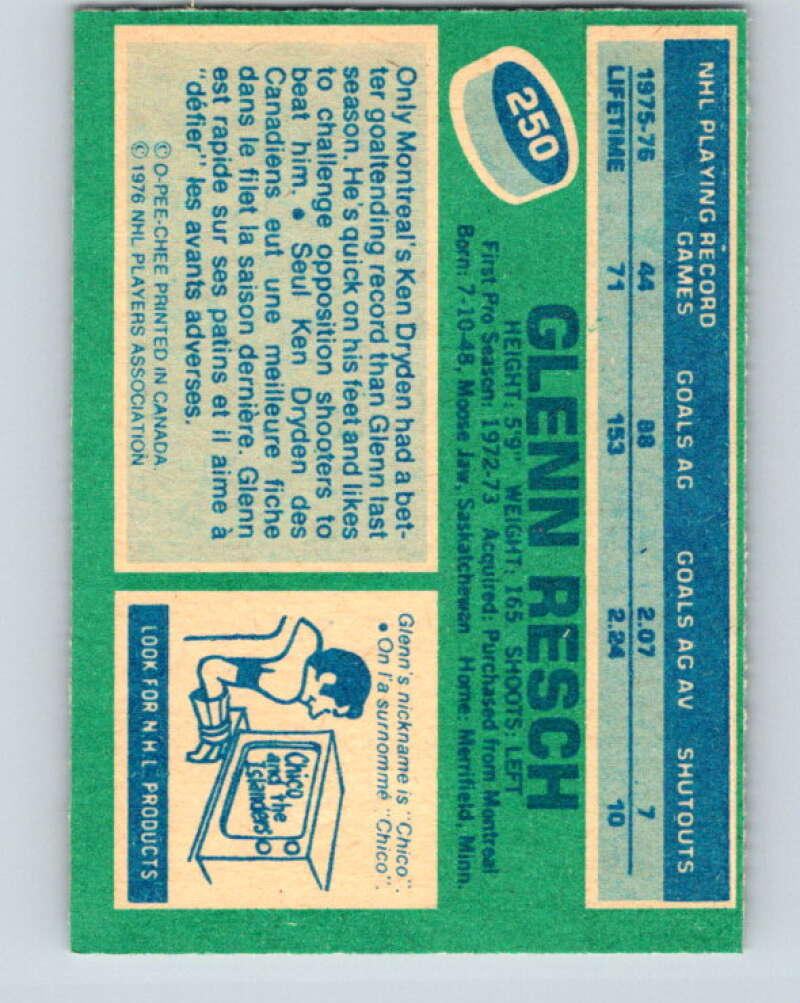 NHL PLAYING RECORD
GAMES GOALS AG GOALS AG AV SHUTOUTS
1975-76 44 88 2.07 7
LIFETIME 71 153 2.24 10
250
GLENN RESCH
HEIGHT: 5'9" WEIGHT: 165 SHOOTS: LEFT
First Pro Season: 1972-73 Acquired: Purchased from Montreal
Born: 7-10-48, Moose Jaw, Saskatchewan Home: Merrifield, Minn.
Only Montreal's Ken Dryden had a bet-
ter goaltending record than Glenn last
season. He's quick on his feet and likes
to challenge opposition shooters to
beat him. • Seul Ken Dryden des
Canadiens eut une meilleure fiche
dans le filet la saison dernière. Glenn
est rapide sur ses patins et il aime à
"défier" les avants adverses.
© O-PEE-CHEE PRINTED IN CANADA
© 1976 NHL PLAYERS ASSOCIATION
Glenn's nickname is "Chico".
• On l'a surnommé "Chico".
Chico
and the
Islanders
LOOK FOR N.H.L. PRODUCTS